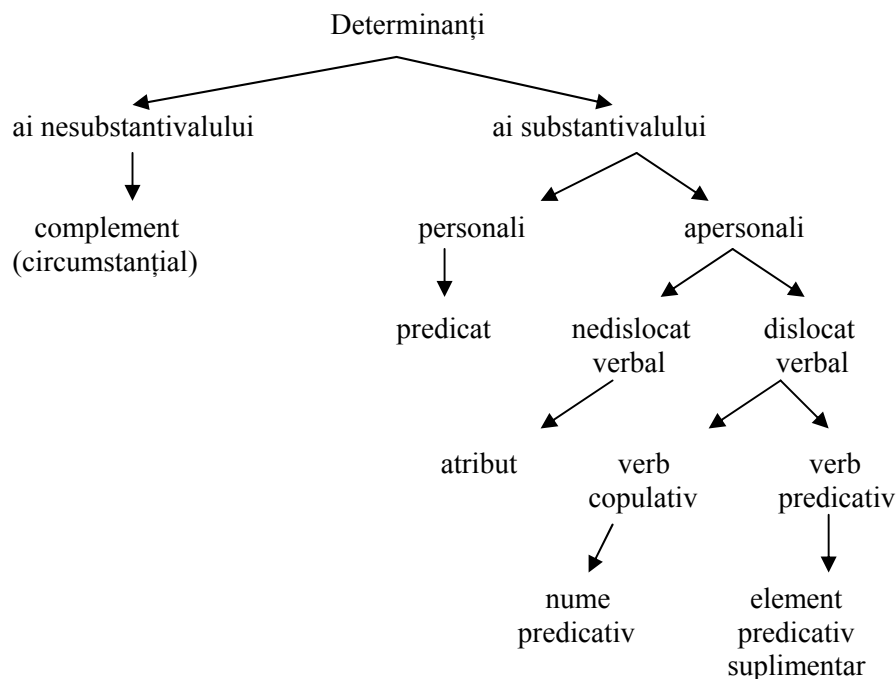 Determinanți
ai nesubstantivalului
ai substantivalului
complement
(circumstanțial)
personali
apersonali
predicat
nedislocat
verbal
dislocat
verbal
atribut
verb
copulativ
verb
predicativ
nume
predicativ
element
predicativ
suplimentar